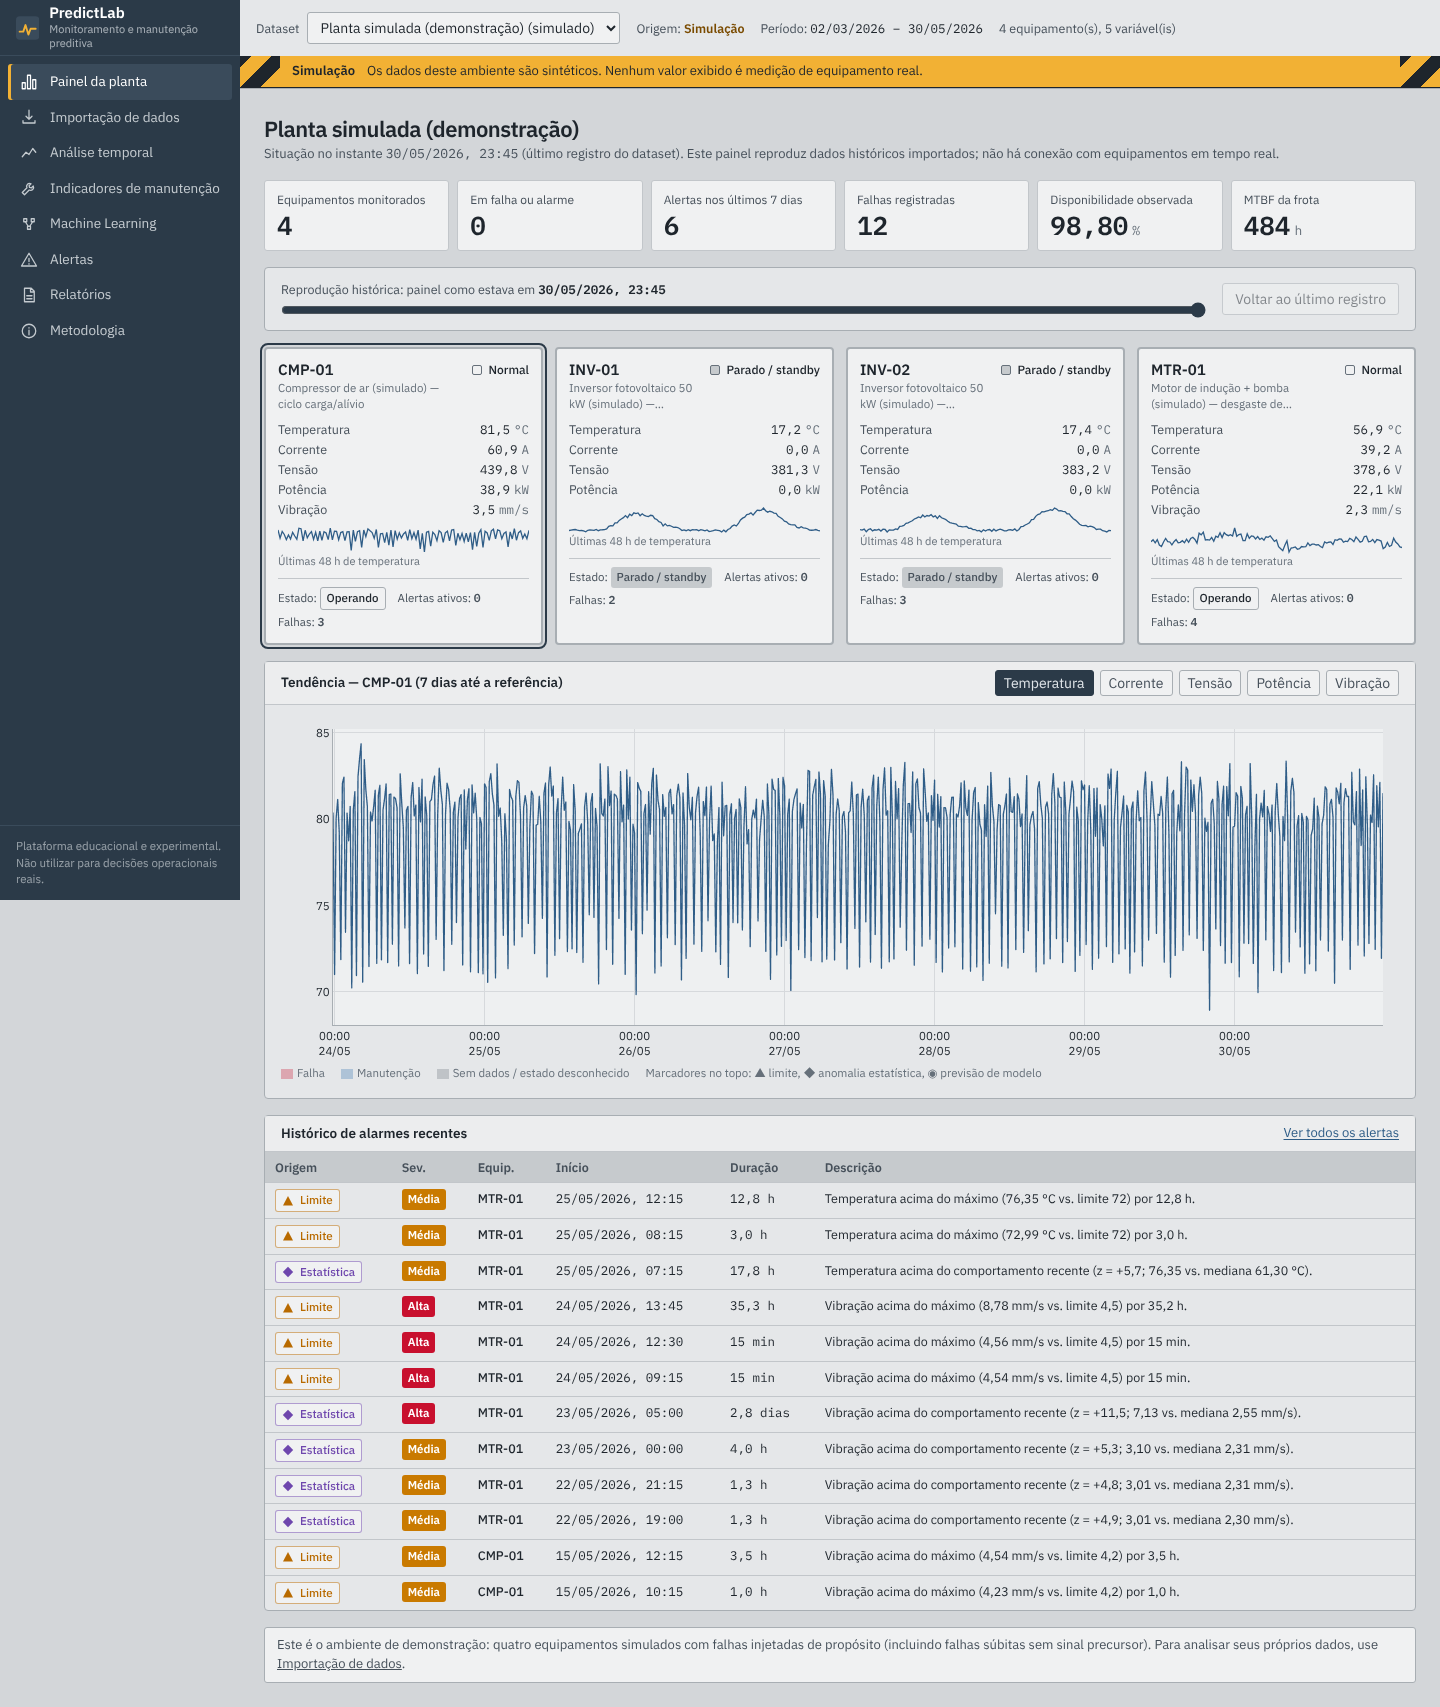 PredictLab
Monitoramento e manutenção
preditiva
Painel da planta
Importação de dados
Análise temporal
Indicadores de manutenção
Machine Learning
Alertas
Relatórios
Metodologia
Plataforma educacional e experimental.
Não utilizar para decisões operacionais
reais.
Dataset Planta simulada (demonstração) (simulado) Origem: Simulação Período: 02/03/2026 – 30/05/2026 4 equipamento(s), 5 variável(is)
Simulação Os dados deste ambiente são sintéticos. Nenhum valor exibido é medição de equipamento real.
Planta simulada (demonstração)
Situação no instante 30/05/2026, 23:45 (último registro do dataset). Este painel reproduz dados históricos importados; não há conexão com equipamentos em tempo real.
Equipamentos monitorados
4
Em falha ou alarme
0
Alertas nos últimos 7 dias
6
Falhas registradas
12
Disponibilidade observada
98,80 %
MTBF da frota
484 h
Reprodução histórica: painel como estava em 30/05/2026, 23:45
Voltar ao último registro
CMP-01 Normal
Compressor de ar (simulado) —
ciclo carga/alívio
Temperatura 81,5 °C
Corrente 60,9 A
Tensão 439,8 V
Potência 38,9 kW
Vibração 3,5 mm/s
Últimas 48 h de temperatura
Estado: Operando Alertas ativos: 0
Falhas: 3
INV-01 Parado / standby
Inversor fotovoltaico 50
kW (simulado) —...
Temperatura 17,2 °C
Corrente 0,0 A
Tensão 381,3 V
Potência 0,0 kW
Últimas 48 h de temperatura
Estado: Parado / standby Alertas ativos: 0
Falhas: 2
INV-02 Parado / standby
Inversor fotovoltaico 50
kW (simulado) —...
Temperatura 17,4 °C
Corrente 0,0 A
Tensão 383,2 V
Potência 0,0 kW
Últimas 48 h de temperatura
Estado: Parado / standby Alertas ativos: 0
Falhas: 3
MTR-01 Normal
Motor de indução + bomba
(simulado) — desgaste de...
Temperatura 56,9 °C
Corrente 39,2 A
Tensão 378,6 V
Potência 22,1 kW
Vibração 2,3 mm/s
Últimas 48 h de temperatura
Estado: Operando Alertas ativos: 0
Falhas: 4
Tendência — CMP-01 (7 dias até a referência)
Temperatura Corrente Tensão Potência Vibração
85
80
75
70
00:00 00:00 00:00 00:00 00:00 00:00 00:00
24/05 25/05 26/05 27/05 28/05 29/05 30/05
Falha Manutenção Sem dados / estado desconhecido Marcadores no topo: ▲ limite, ◆ anomalia estatística, ◉ previsão de modelo
Histórico de alarmes recentes Ver todos os alertas
Origem Sev. Equip. Início Duração Descrição
▲ Limite Média MTR-01 25/05/2026, 12:15 12,8 h Temperatura acima do máximo (76,35 °C vs. limite 72) por 12,8 h.
▲ Limite Média MTR-01 25/05/2026, 08:15 3,0 h Temperatura acima do máximo (72,99 °C vs. limite 72) por 3,0 h.
◆ Estatística Média MTR-01 25/05/2026, 07:15 17,8 h Temperatura acima do comportamento recente (z = +5,7; 76,35 vs. mediana 61,30 °C).
▲ Limite Alta MTR-01 24/05/2026, 13:45 35,3 h Vibração acima do máximo (8,78 mm/s vs. limite 4,5) por 35,2 h.
▲ Limite Alta MTR-01 24/05/2026, 12:30 15 min Vibração acima do máximo (4,56 mm/s vs. limite 4,5) por 15 min.
▲ Limite Alta MTR-01 24/05/2026, 09:15 15 min Vibração acima do máximo (4,54 mm/s vs. limite 4,5) por 15 min.
◆ Estatística Alta MTR-01 23/05/2026, 05:00 2,8 dias Vibração acima do comportamento recente (z = +11,5; 7,13 vs. mediana 2,55 mm/s).
◆ Estatística Média MTR-01 23/05/2026, 00:00 4,0 h Vibração acima do comportamento recente (z = +5,3; 3,10 vs. mediana 2,31 mm/s).
◆ Estatística Média MTR-01 22/05/2026, 21:15 1,3 h Vibração acima do comportamento recente (z = +4,8; 3,01 vs. mediana 2,31 mm/s).
◆ Estatística Média MTR-01 22/05/2026, 19:00 1,3 h Vibração acima do comportamento recente (z = +4,9; 3,01 vs. mediana 2,30 mm/s).
▲ Limite Média CMP-01 15/05/2026, 12:15 3,5 h Vibração acima do máximo (4,54 mm/s vs. limite 4,2) por 3,5 h.
▲ Limite Média CMP-01 15/05/2026, 10:15 1,0 h Vibração acima do máximo (4,23 mm/s vs. limite 4,2) por 1,0 h.
Este é o ambiente de demonstração: quatro equipamentos simulados com falhas injetadas de propósito (incluindo falhas súbitas sem sinal precursor). Para analisar seus próprios dados, use
Importação de dados.